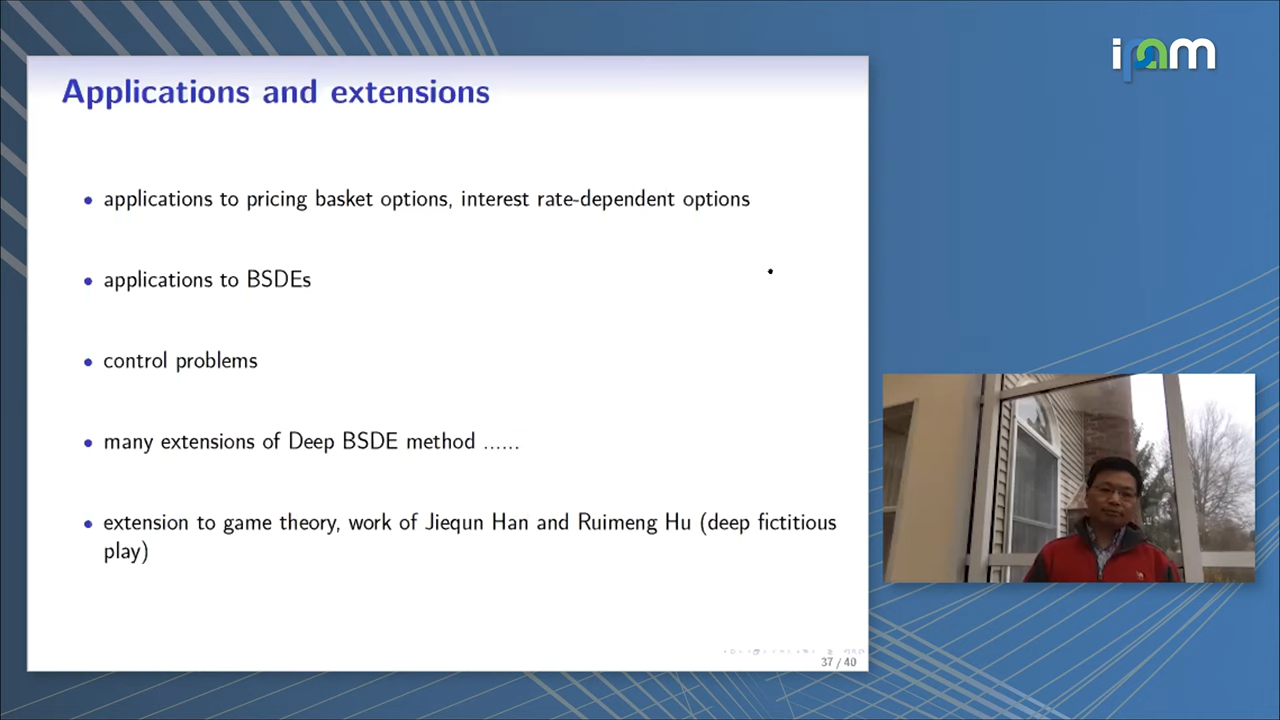 ipam
Applications and extensions
• applications to pricing basket options, interest rate-dependent options
• applications to BSDEs
• control problems
• many extensions of Deep BSDE method ......
• extension to game theory, work of Jiequn Han and Ruimeng Hu (deep fictitious
play)
37 / 40